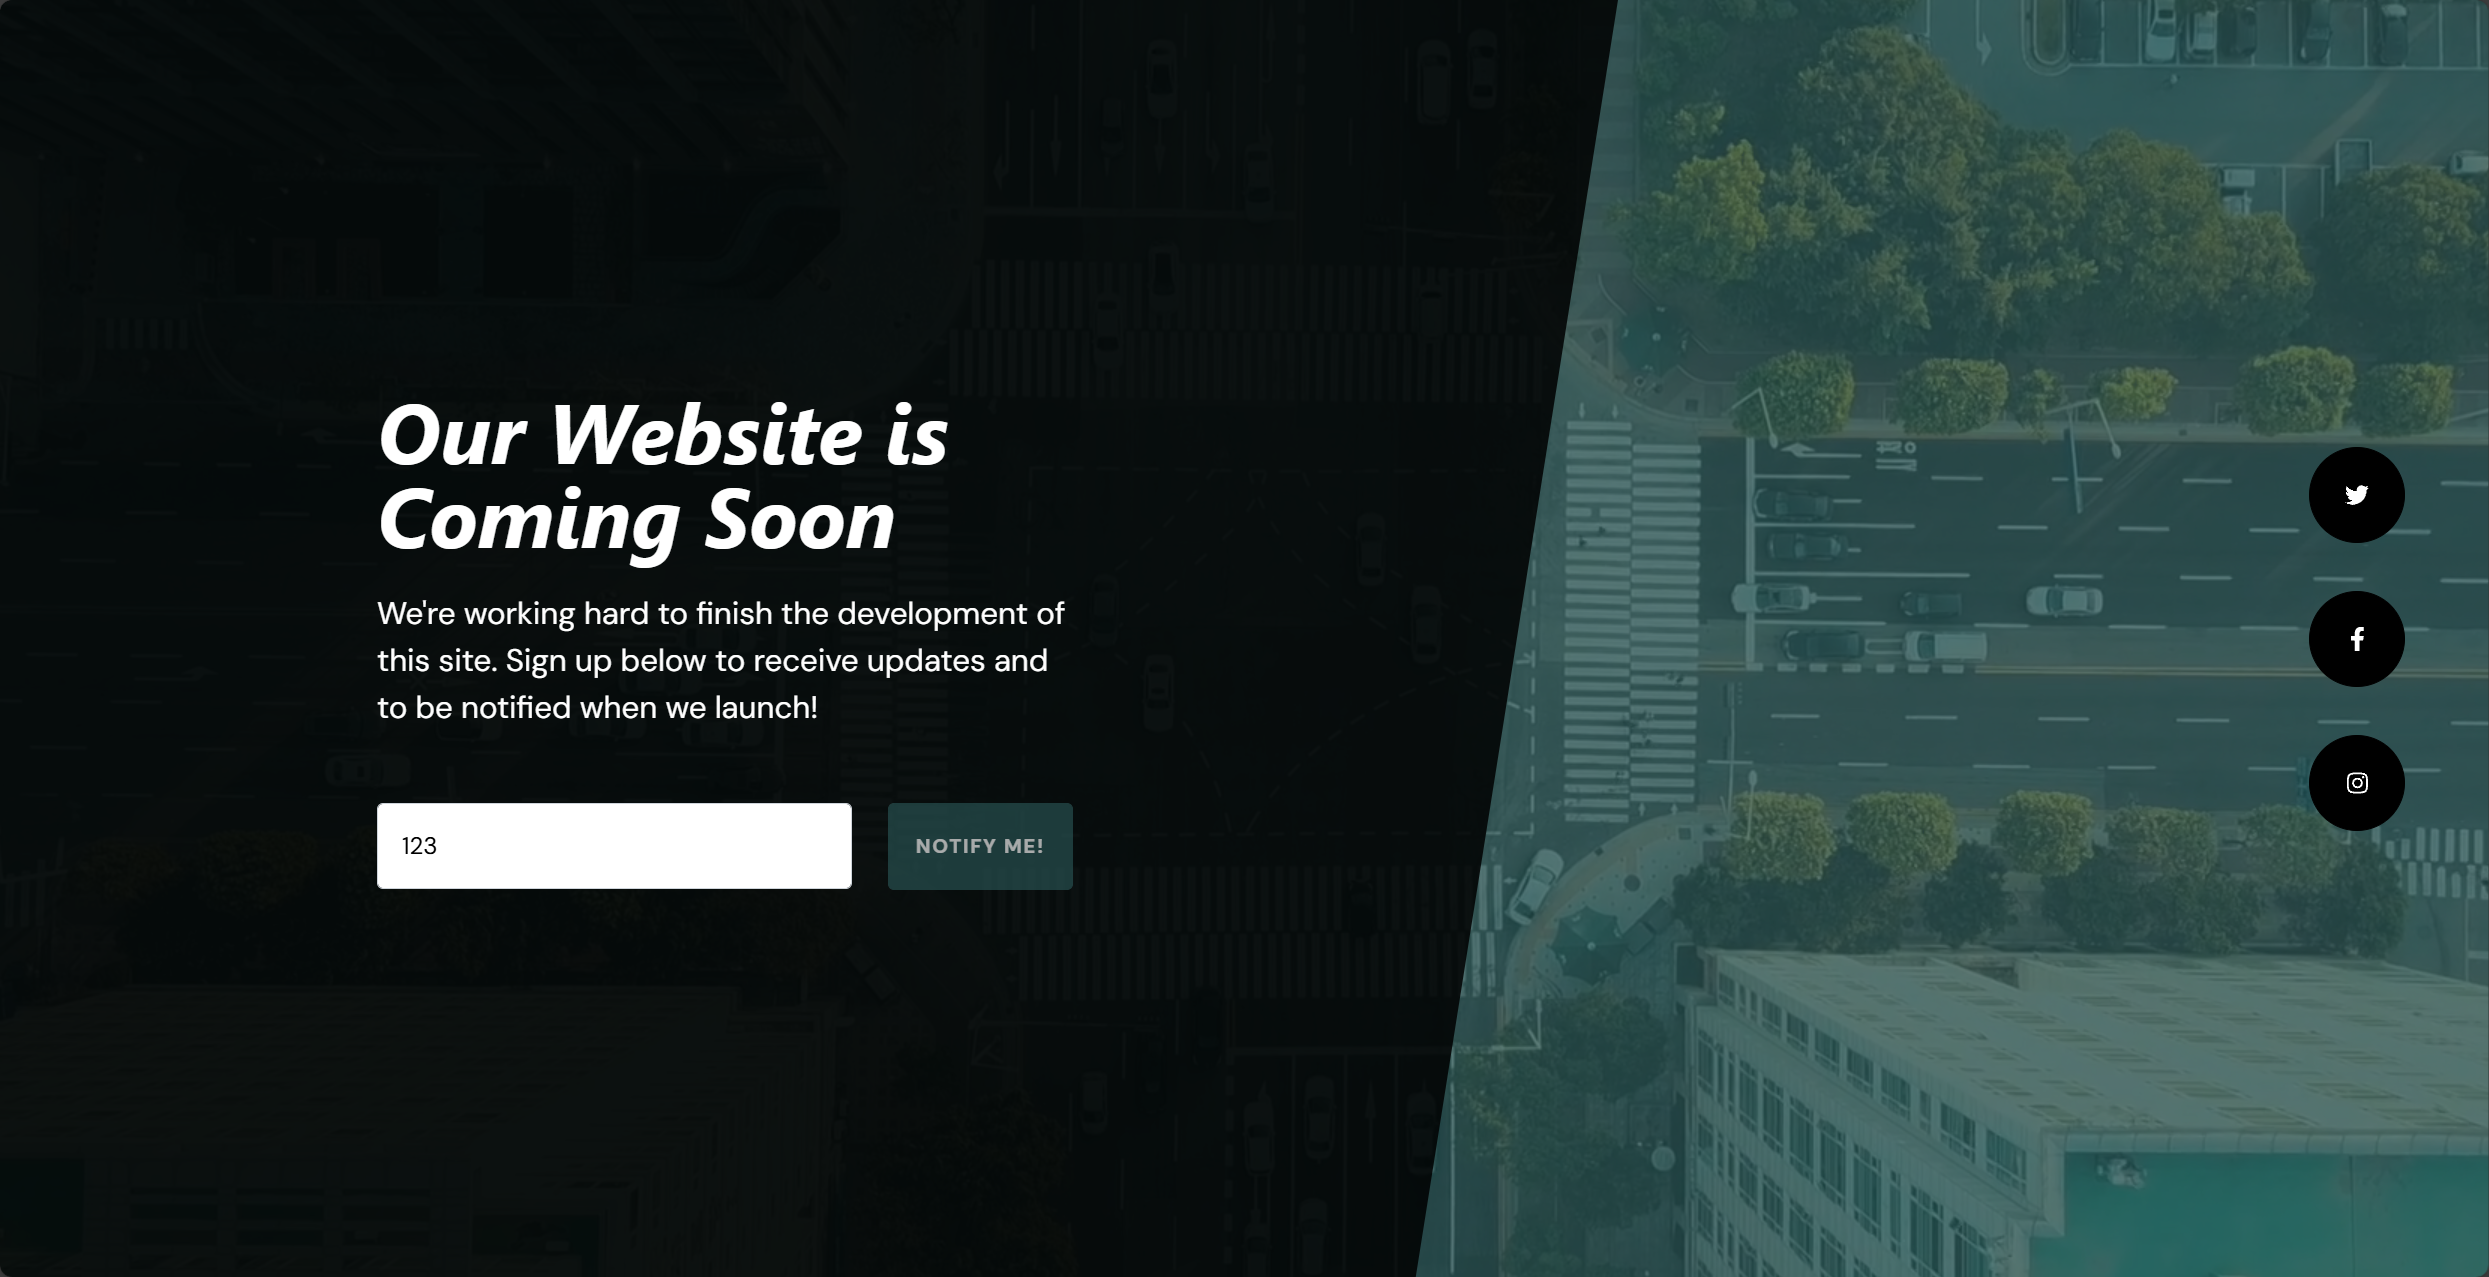 Our Website is
Coming Soon
We're working hard to finish the development of
this site. Sign up below to receive updates and
to be notified when we launch!
123
NOTIFY ME!